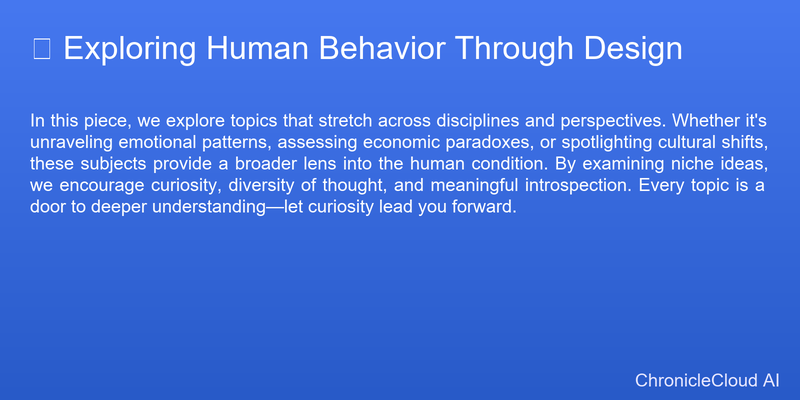 Exploring Human Behavior Through Design
In this piece, we explore topics that stretch across disciplines and perspectives. Whether it's
unraveling emotional patterns, assessing economic paradoxes, or spotlighting cultural shifts,
these subjects provide a broader lens into the human condition. By examining niche ideas,
we encourage curiosity, diversity of thought, and meaningful introspection. Every topic is a
door to deeper understanding—let curiosity lead you forward.
ChronicleCloud AI